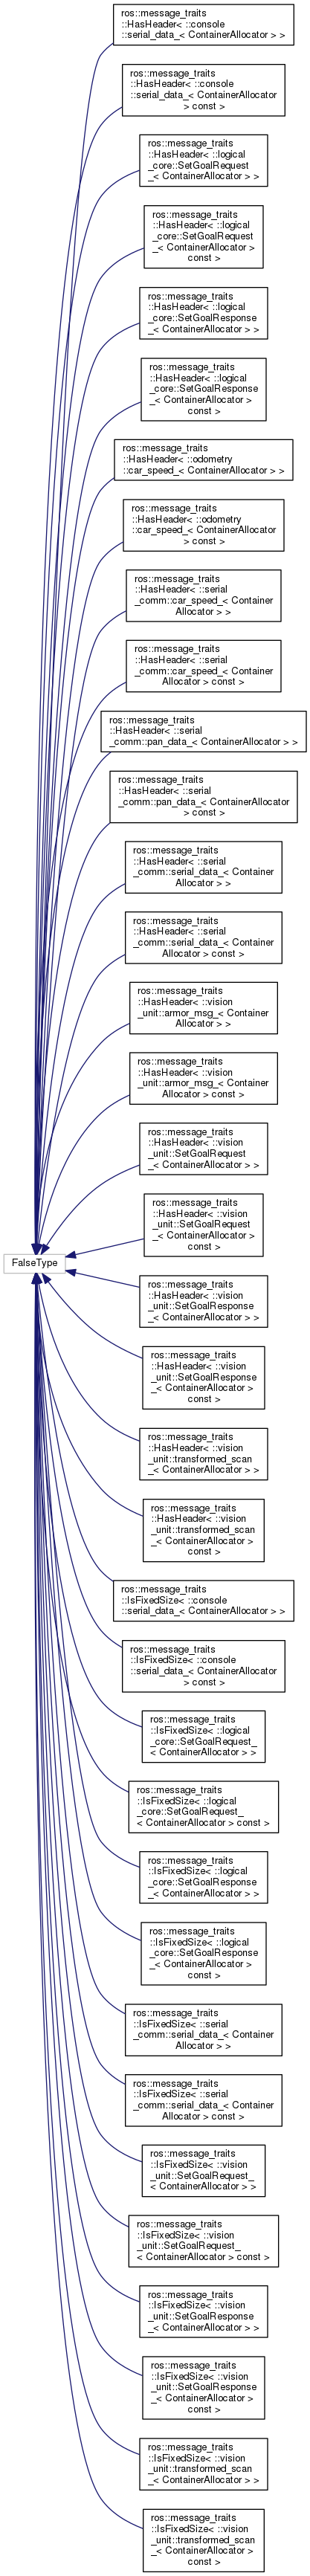 ros::message_traits
::HasHeader< ::console
::serial_data_< ContainerAllocator > >
ros::message_traits
::HasHeader< ::console
::serial_data_< ContainerAllocator
> const >
ros::message_traits
::HasHeader< ::logical
_core::SetGoalRequest
_< ContainerAllocator > >
ros::message_traits
::HasHeader< ::logical
_core::SetGoalRequest
_< ContainerAllocator >
const >
ros::message_traits
::HasHeader< ::logical
_core::SetGoalResponse
_< ContainerAllocator > >
ros::message_traits
::HasHeader< ::logical
_core::SetGoalResponse
_< ContainerAllocator >
const >
ros::message_traits
::HasHeader< ::odometry
::car_speed_< ContainerAllocator > >
ros::message_traits
::HasHeader< ::odometry
::car_speed_< ContainerAllocator
> const >
ros::message_traits
::HasHeader< ::serial
_comm::car_speed_< Container
Allocator > >
ros::message_traits
::HasHeader< ::serial
_comm::car_speed_< Container
Allocator > const >
ros::message_traits
::HasHeader< ::serial
_comm::pan_data_< ContainerAllocator > >
ros::message_traits
::HasHeader< ::serial
_comm::pan_data_< ContainerAllocator
> const >
ros::message_traits
::HasHeader< ::serial
_comm::serial_data_< Container
Allocator > >
ros::message_traits
::HasHeader< ::serial
_comm::serial_data_< Container
Allocator > const >
ros::message_traits
::HasHeader< ::vision
_unit::armor_msg_< Container
Allocator > >
ros::message_traits
::HasHeader< ::vision
_unit::armor_msg_< Container
Allocator > const >
ros::message_traits
::HasHeader< ::vision
_unit::SetGoalRequest
_< ContainerAllocator > >
ros::message_traits
::HasHeader< ::vision
_unit::SetGoalRequest
_< ContainerAllocator >
const >
FalseType
ros::message_traits
::HasHeader< ::vision
_unit::SetGoalResponse
_< ContainerAllocator > >
ros::message_traits
::HasHeader< ::vision
_unit::SetGoalResponse
_< ContainerAllocator >
const >
ros::message_traits
::HasHeader< ::vision
_unit::transformed_scan
_< ContainerAllocator > >
ros::message_traits
::HasHeader< ::vision
_unit::transformed_scan
_< ContainerAllocator >
const >
ros::message_traits
::IsFixedSize< ::console
::serial_data_< ContainerAllocator > >
ros::message_traits
::IsFixedSize< ::console
::serial_data_< ContainerAllocator
> const >
ros::message_traits
::IsFixedSize< ::logical
_core::SetGoalRequest_
< ContainerAllocator > >
ros::message_traits
::IsFixedSize< ::logical
_core::SetGoalRequest_
< ContainerAllocator > const >
ros::message_traits
::IsFixedSize< ::logical
_core::SetGoalResponse
_< ContainerAllocator > >
ros::message_traits
::IsFixedSize< ::logical
_core::SetGoalResponse
_< ContainerAllocator >
const >
ros::message_traits
::IsFixedSize< ::serial
_comm::serial_data_< Container
Allocator > >
ros::message_traits
::IsFixedSize< ::serial
_comm::serial_data_< Container
Allocator > const >
ros::message_traits
::IsFixedSize< ::vision
_unit::SetGoalRequest_
< ContainerAllocator > >
ros::message_traits
::IsFixedSize< ::vision
_unit::SetGoalRequest_
< ContainerAllocator > const >
ros::message_traits
::IsFixedSize< ::vision
_unit::SetGoalResponse
_< ContainerAllocator > >
ros::message_traits
::IsFixedSize< ::vision
_unit::SetGoalResponse
_< ContainerAllocator >
const >
ros::message_traits
::IsFixedSize< ::vision
_unit::transformed_scan
_< ContainerAllocator > >
ros::message_traits
::IsFixedSize< ::vision
_unit::transformed_scan
_< ContainerAllocator >
const >